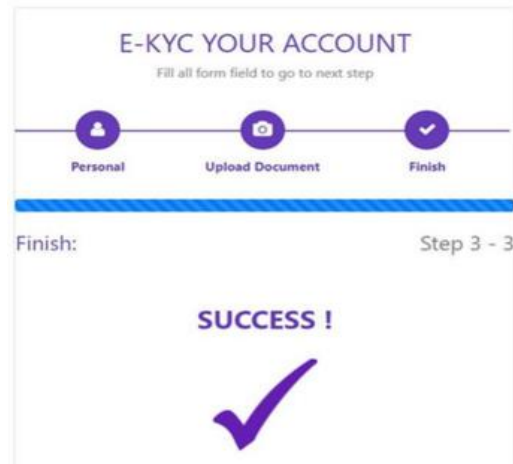 E-KYC YOUR ACCOUNT
Fill all form field to go to next step
Personal Upload Document Finish
Finish: Step 3 - 3
SUCCESS !